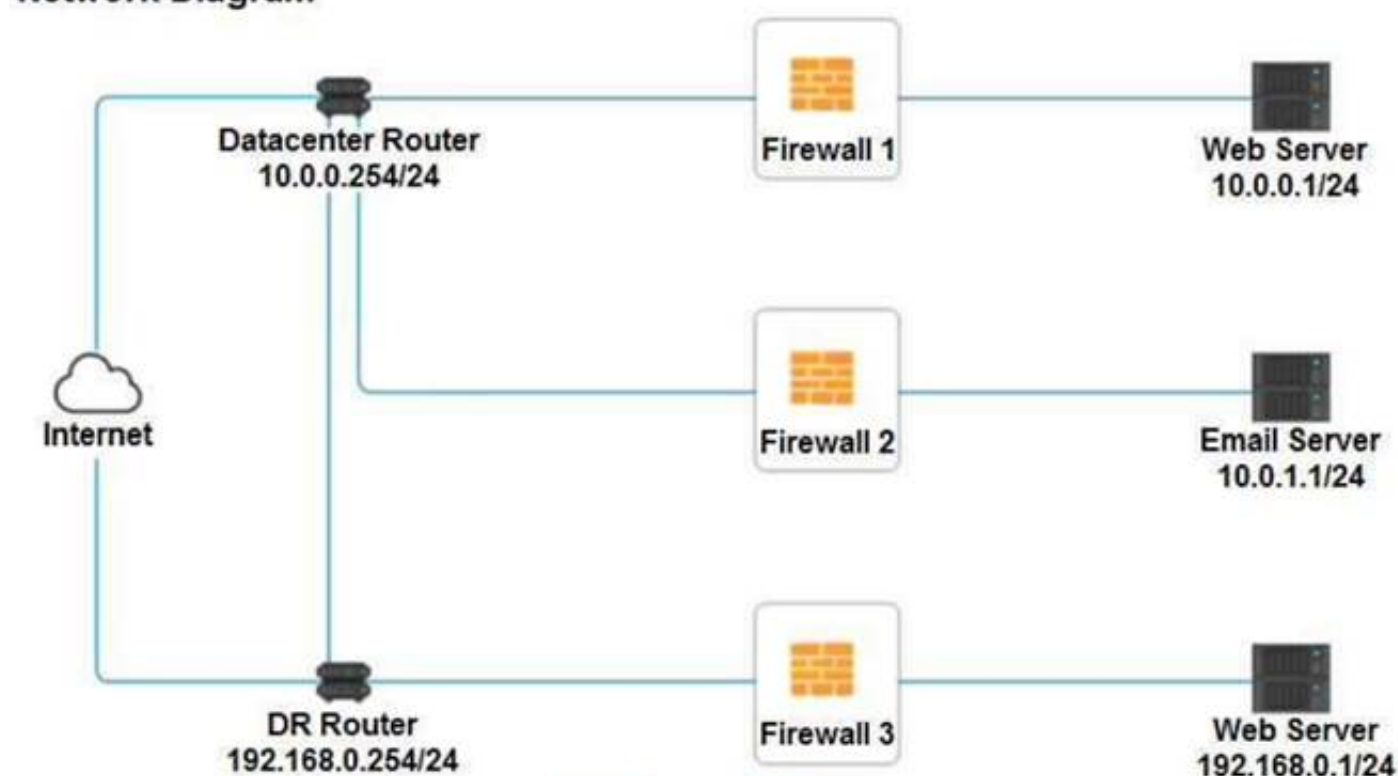 Network Diagram
Datacenter Router
10.0.0.254/24
Firewall 1
Web Server
10.0.0.1/24
Internet
Firewall 2
Email Server
10.0.1.1/24
DR Router
192.168.0.254/24
Firewall 3
Web Server
192.168.0.1/24